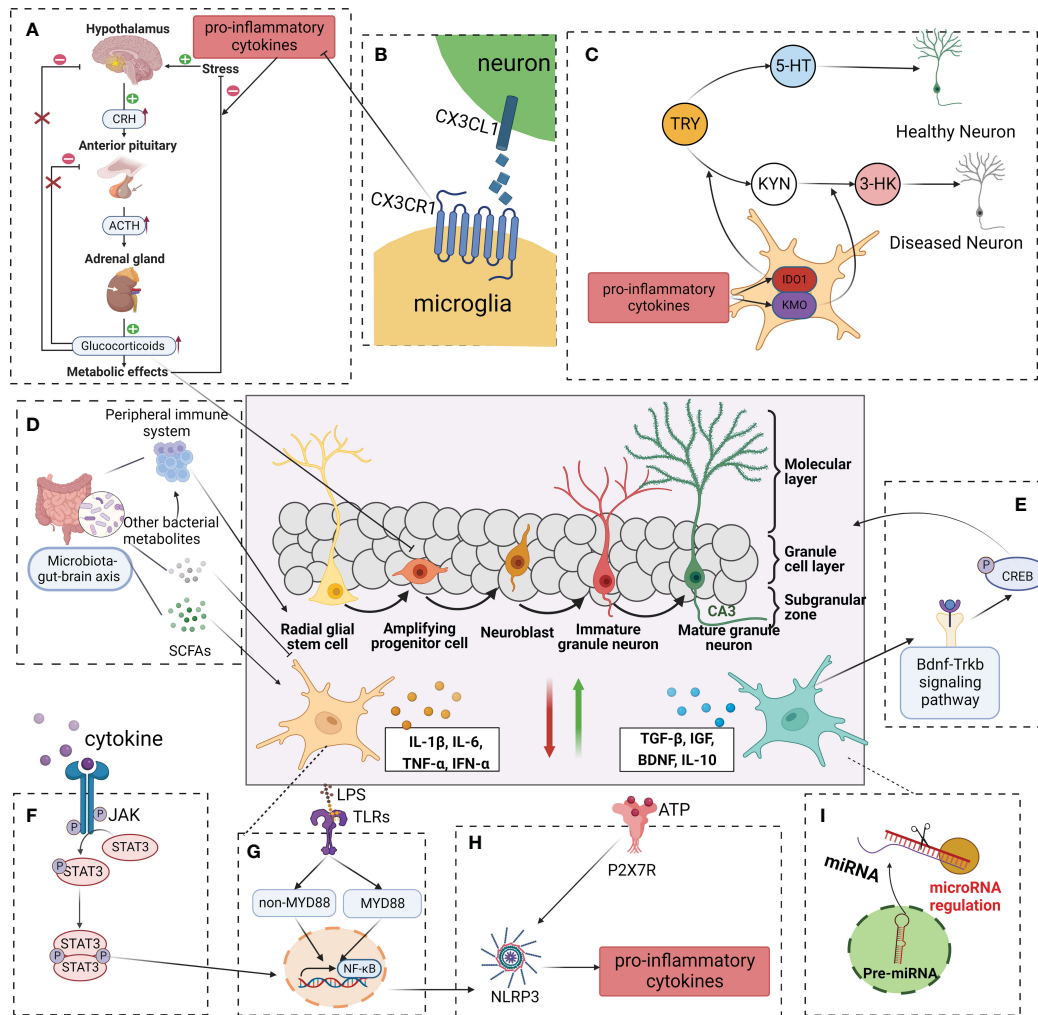 A
Hypothalamus
pro-inflammatory
cytokines
Stress
CRH
Anterior pituitary
ACTH
Adrenal gland
Glucocorticoids
Metabolic effects
B
neuron
CX3CL1
CX3CR1
microglia
C
5-HT
TRY
Healthy Neuron
KYN
3-HK
Diseased Neuron
IDO1
KMO
pro-inflammatory
cytokines
D
Peripheral immune
system
Other bacterial
metabolites
Microbiota-
gut-brain axis
SCFAs
Molecular
layer
Granule
cell layer
Subgranular
zone
CA3
Radial glial
stem cell
Amplifying
progenitor cell
Neuroblast
Immature
granule neuron
Mature granule
neuron
IL-1β, IL-6,
TNF-α, IFN-α
TGF-β, IGF,
BDNF, IL-10
E
P
CREB
Bdnf-Trkb
signaling
pathway
cytokine
F
P
P
JAK
STAT3
P
STAT3
STAT3
P
P
STAT3
LPS
TLRs
G
non-MYD88
MYD88
NF-κB
H
ATP
P2X7R
NLRP3
pro-inflammatory
cytokines
I
miRNA
microRNA
regulation
Pre-miRNA